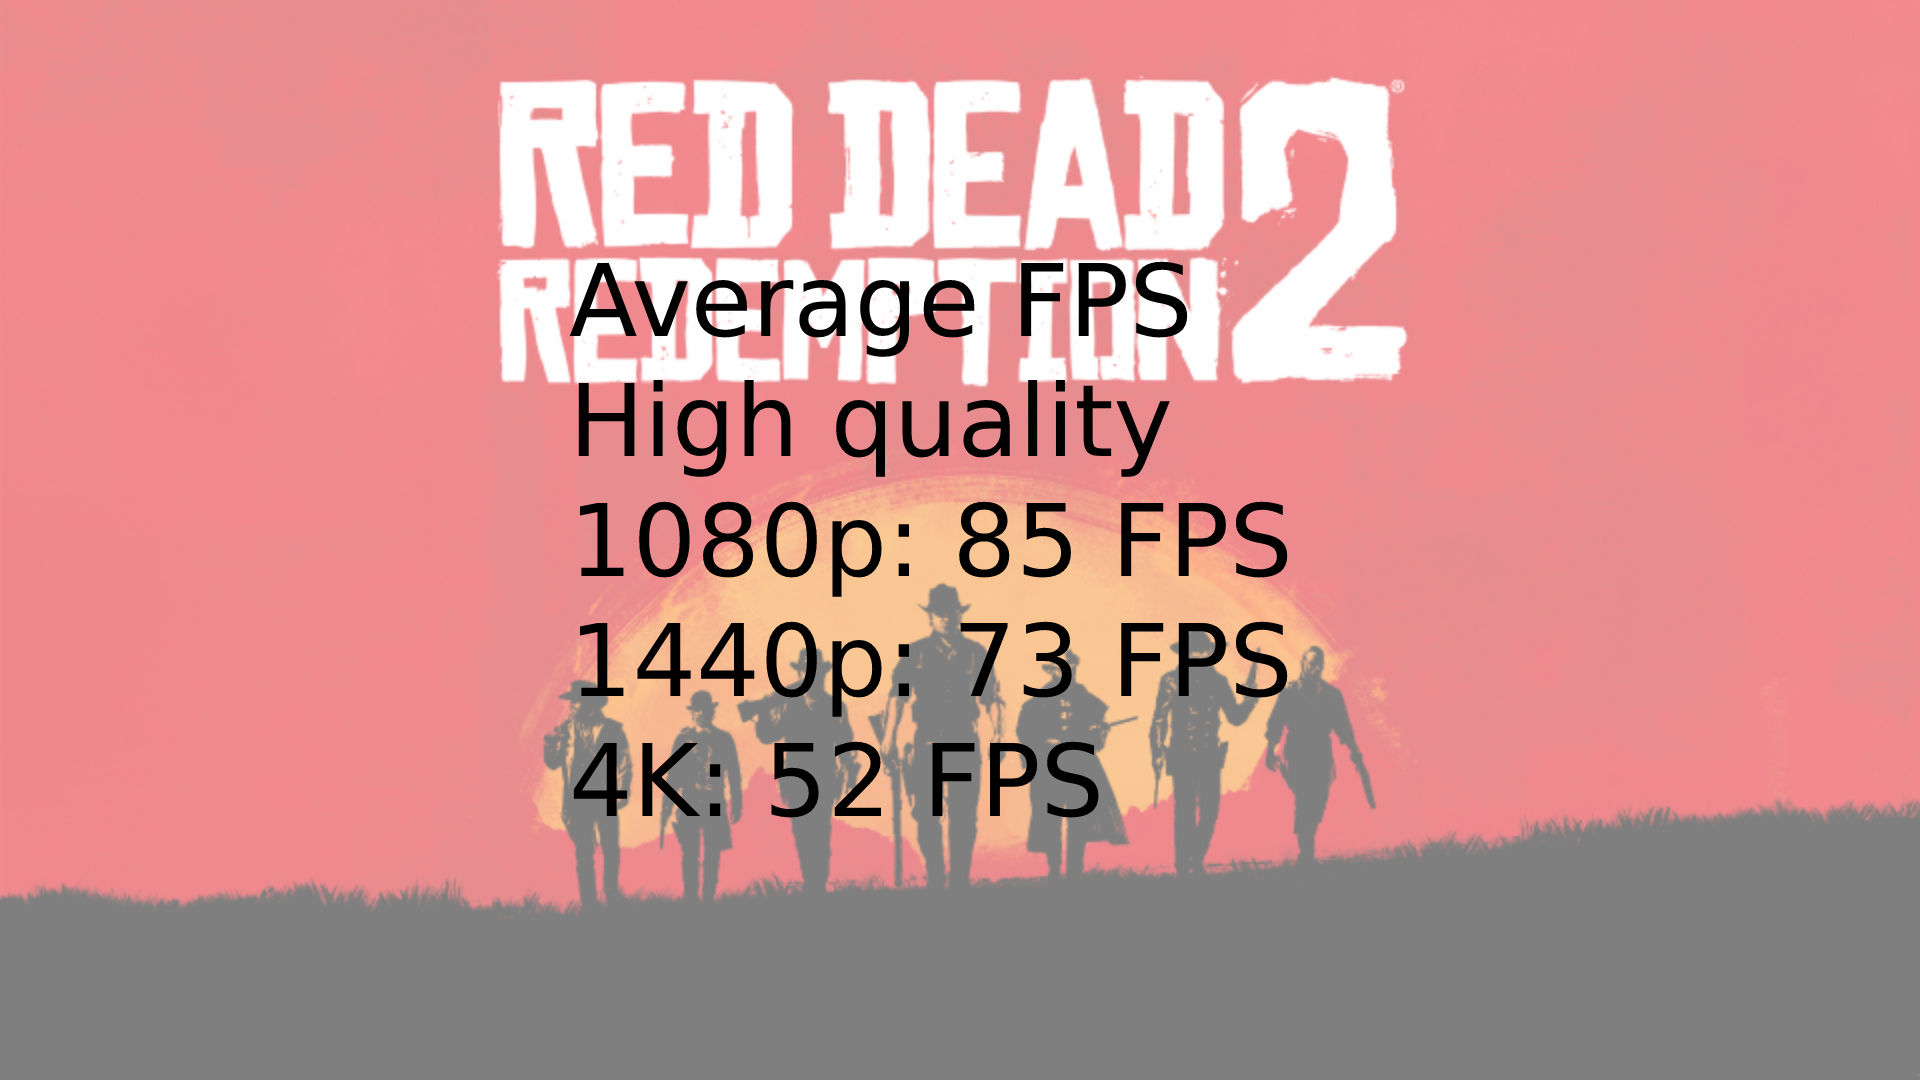 RED DEAD 2
REDEMPTION
®
Average FPS
High quality
1080p: 85 FPS
1440p: 73 FPS
4K: 52 FPS